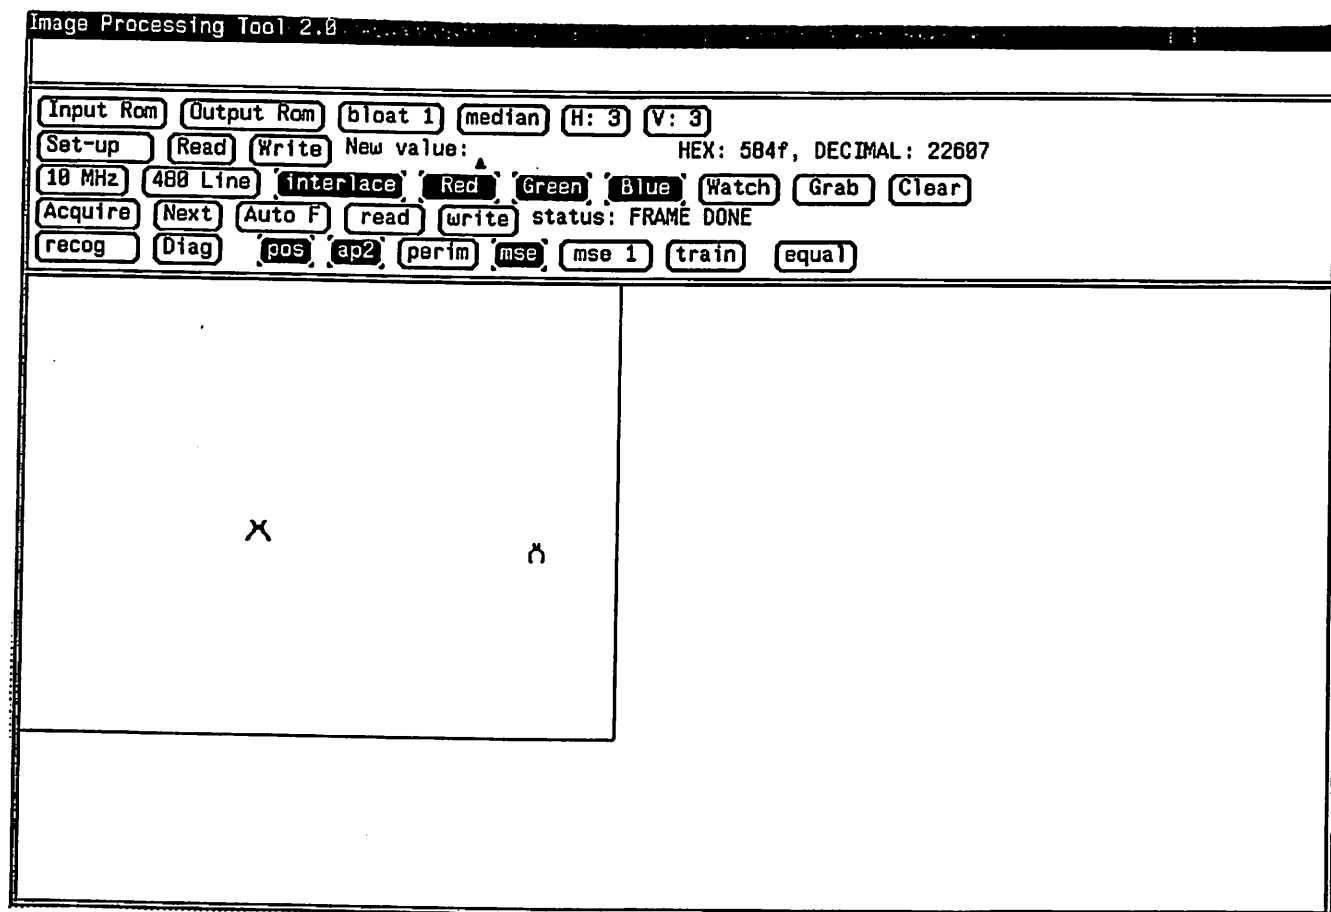 Image Processing Tool 2.0
Input Rom Output Rom bloat 1 median H: 3 V: 3
Set-up Read Write New value: HEX: 584f, DECIMAL: 22607
10 MHz 480 Line interlace Red Green Blue Watch Grab Clear
Acquire Next Auto F read write status: FRAME DONE
recog Diag pos ap2 perim mse mse 1 train equal